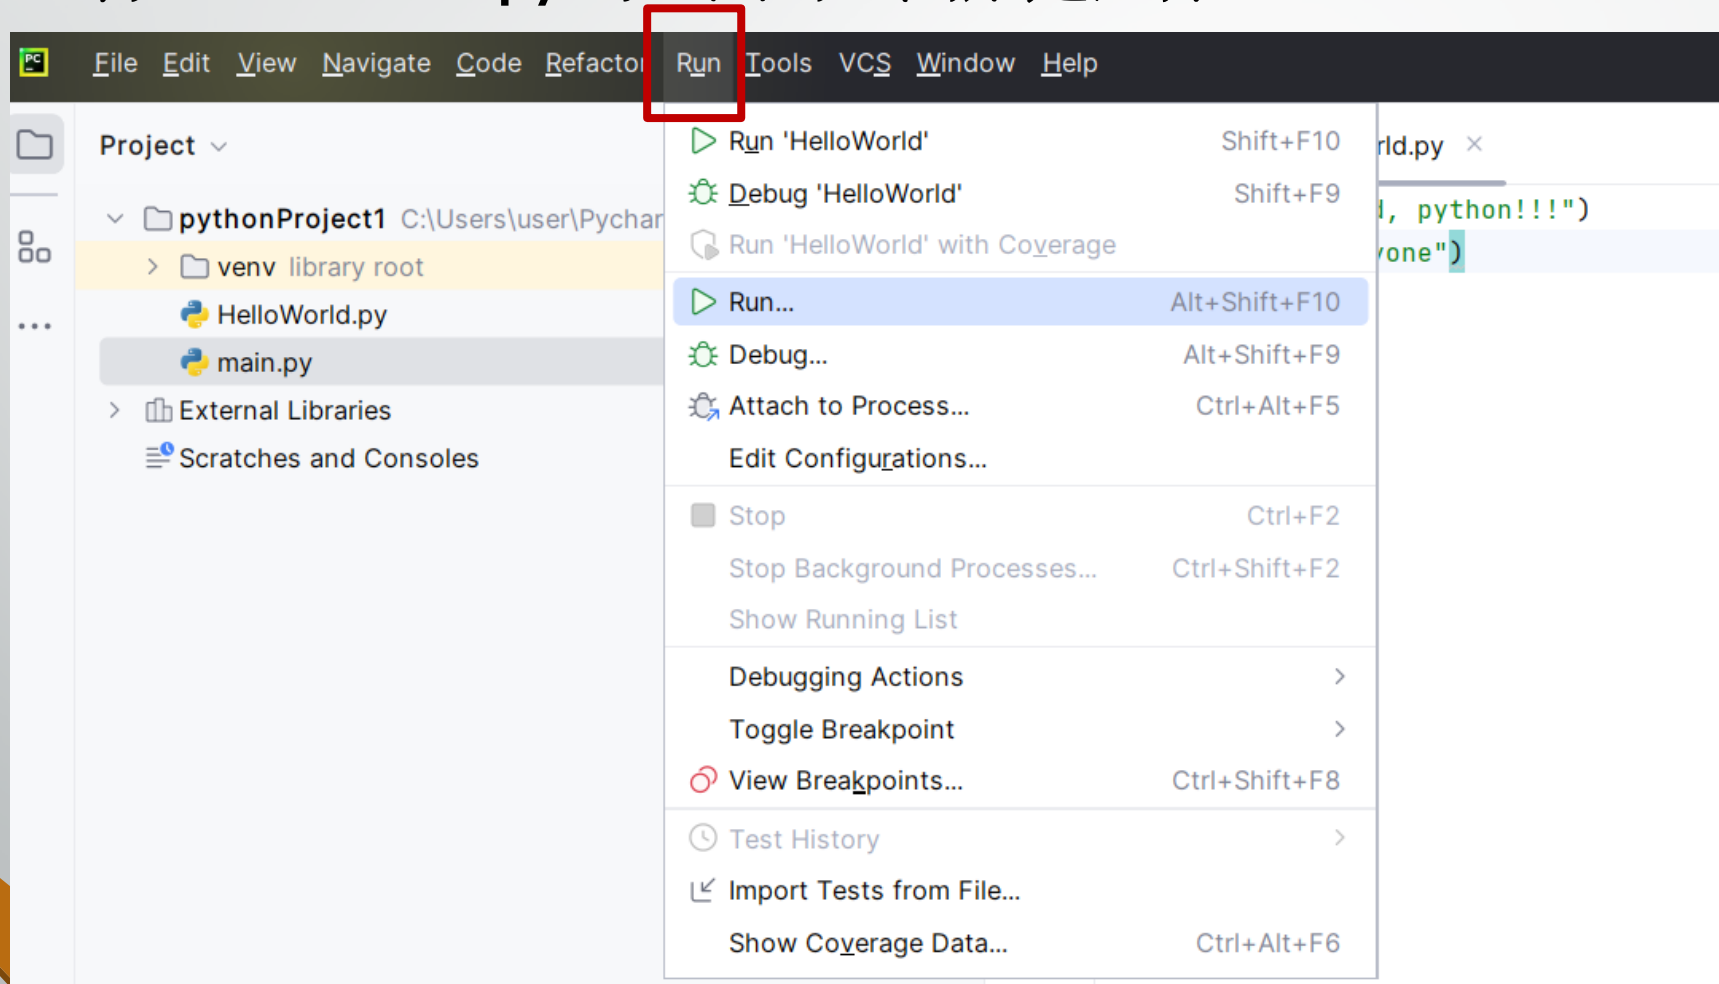 py
PC File Edit View Navigate Code Refactor Run Tools VCS Window Help
Project
pythonProject1 C:\Users\user\Pychar
venv library root
HelloWorld.py
main.py
External Libraries
Scratches and Consoles
Run 'HelloWorld' Shift+F10
Debug 'HelloWorld' Shift+F9
Run 'HelloWorld' with Coverage
Run... Alt+Shift+F10
Debug... Alt+Shift+F9
Attach to Process... Ctrl+Alt+F5
Edit Configurations...
Stop Ctrl+F2
Stop Background Processes... Ctrl+Shift+F2
Show Running List
Debugging Actions
Toggle Breakpoint
View Breakpoints... Ctrl+Shift+F8
Test History
Import Tests from File...
Show Coverage Data... Ctrl+Alt+F6
rld.py
d, python!!!")
yone")